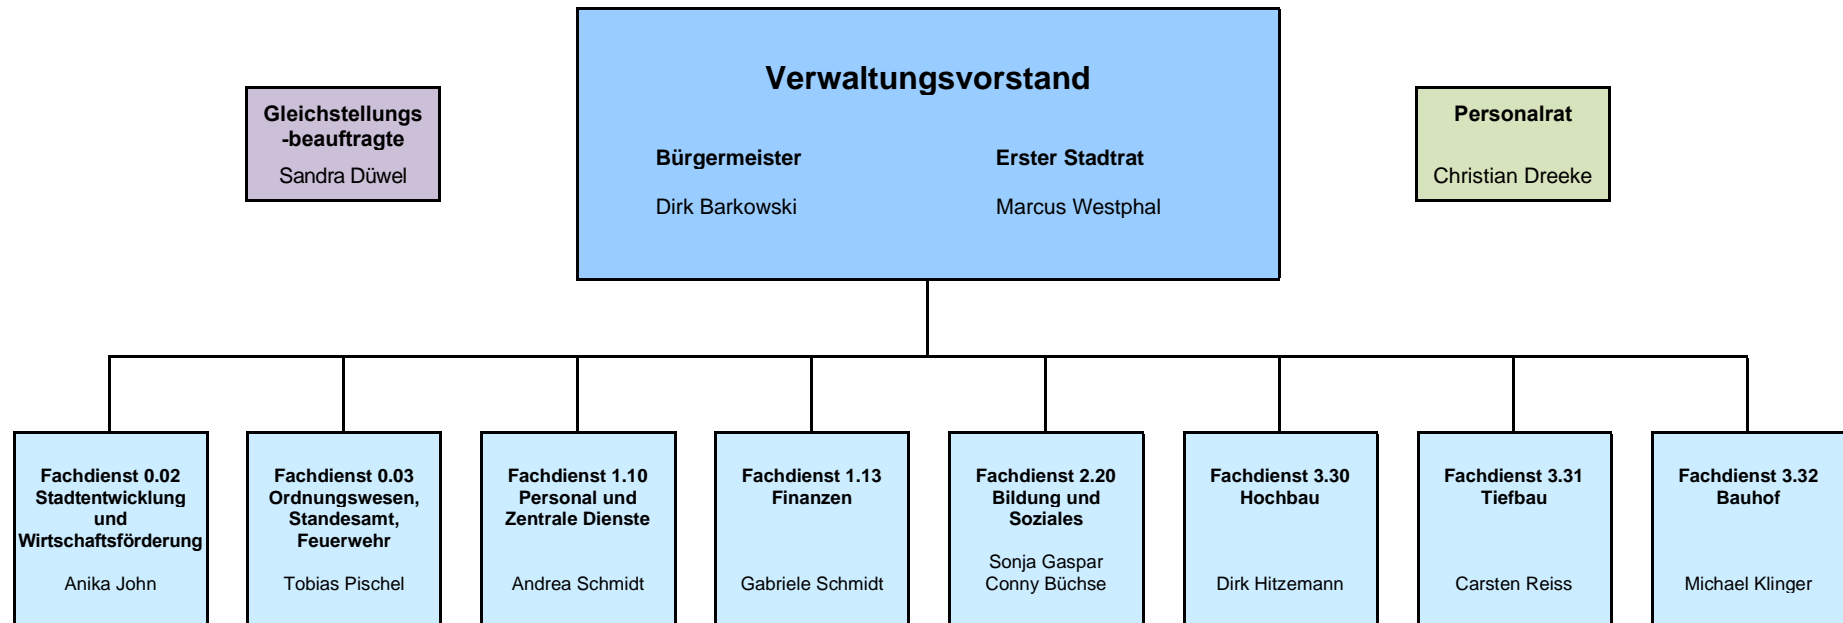 Verwaltungsvorstand
Bürgermeister
Dirk Barkowski
Erster Stadtrat
Marcus Westphal
Gleichstellungs
-beauftragte
Sandra Düwel
Personalrat
Christian Dreeke
Fachdienst 0.02
Stadtentwicklung
und
Wirtschaftsförderung
Anika John
Fachdienst 0.03
Ordnungswesen,
Standesamt,
Feuerwehr
Tobias Pischel
Fachdienst 1.10
Personal und
Zentrale Dienste
Andrea Schmidt
Fachdienst 1.13
Finanzen
Gabriele Schmidt
Fachdienst 2.20
Bildung und
Soziales
Sonja Gaspar
Conny Büchse
Fachdienst 3.30
Hochbau
Dirk Hitzemann
Fachdienst 3.31
Tiefbau
Carsten Reiss
Fachdienst 3.32
Bauhof
Michael Klinger